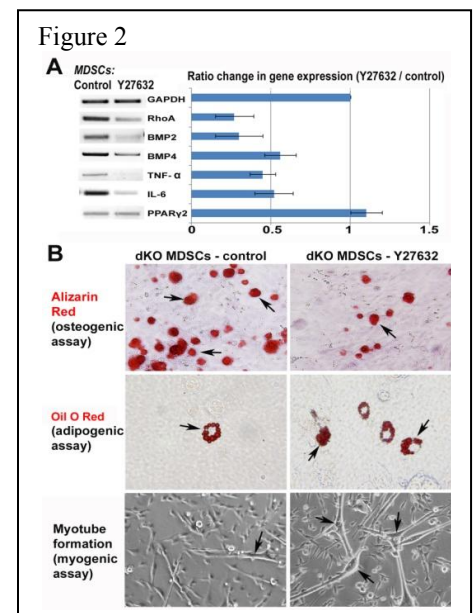 Figure 2
A
MDSCs:
Control Y27632
Ratio change in gene expression (Y27632 / control)
GAPDH
RhoA
BMP2
BMP4
TNF- α
IL-6
PPARγ2
0 0.5 1 1.5
B
dKO MDSCs - control dKO MDSCs - Y27632
Alizarin
Red
(osteogenic
assay)
Oil O Red
(adipogenic
assay)
Myotube
formation
(myogenic
assay)